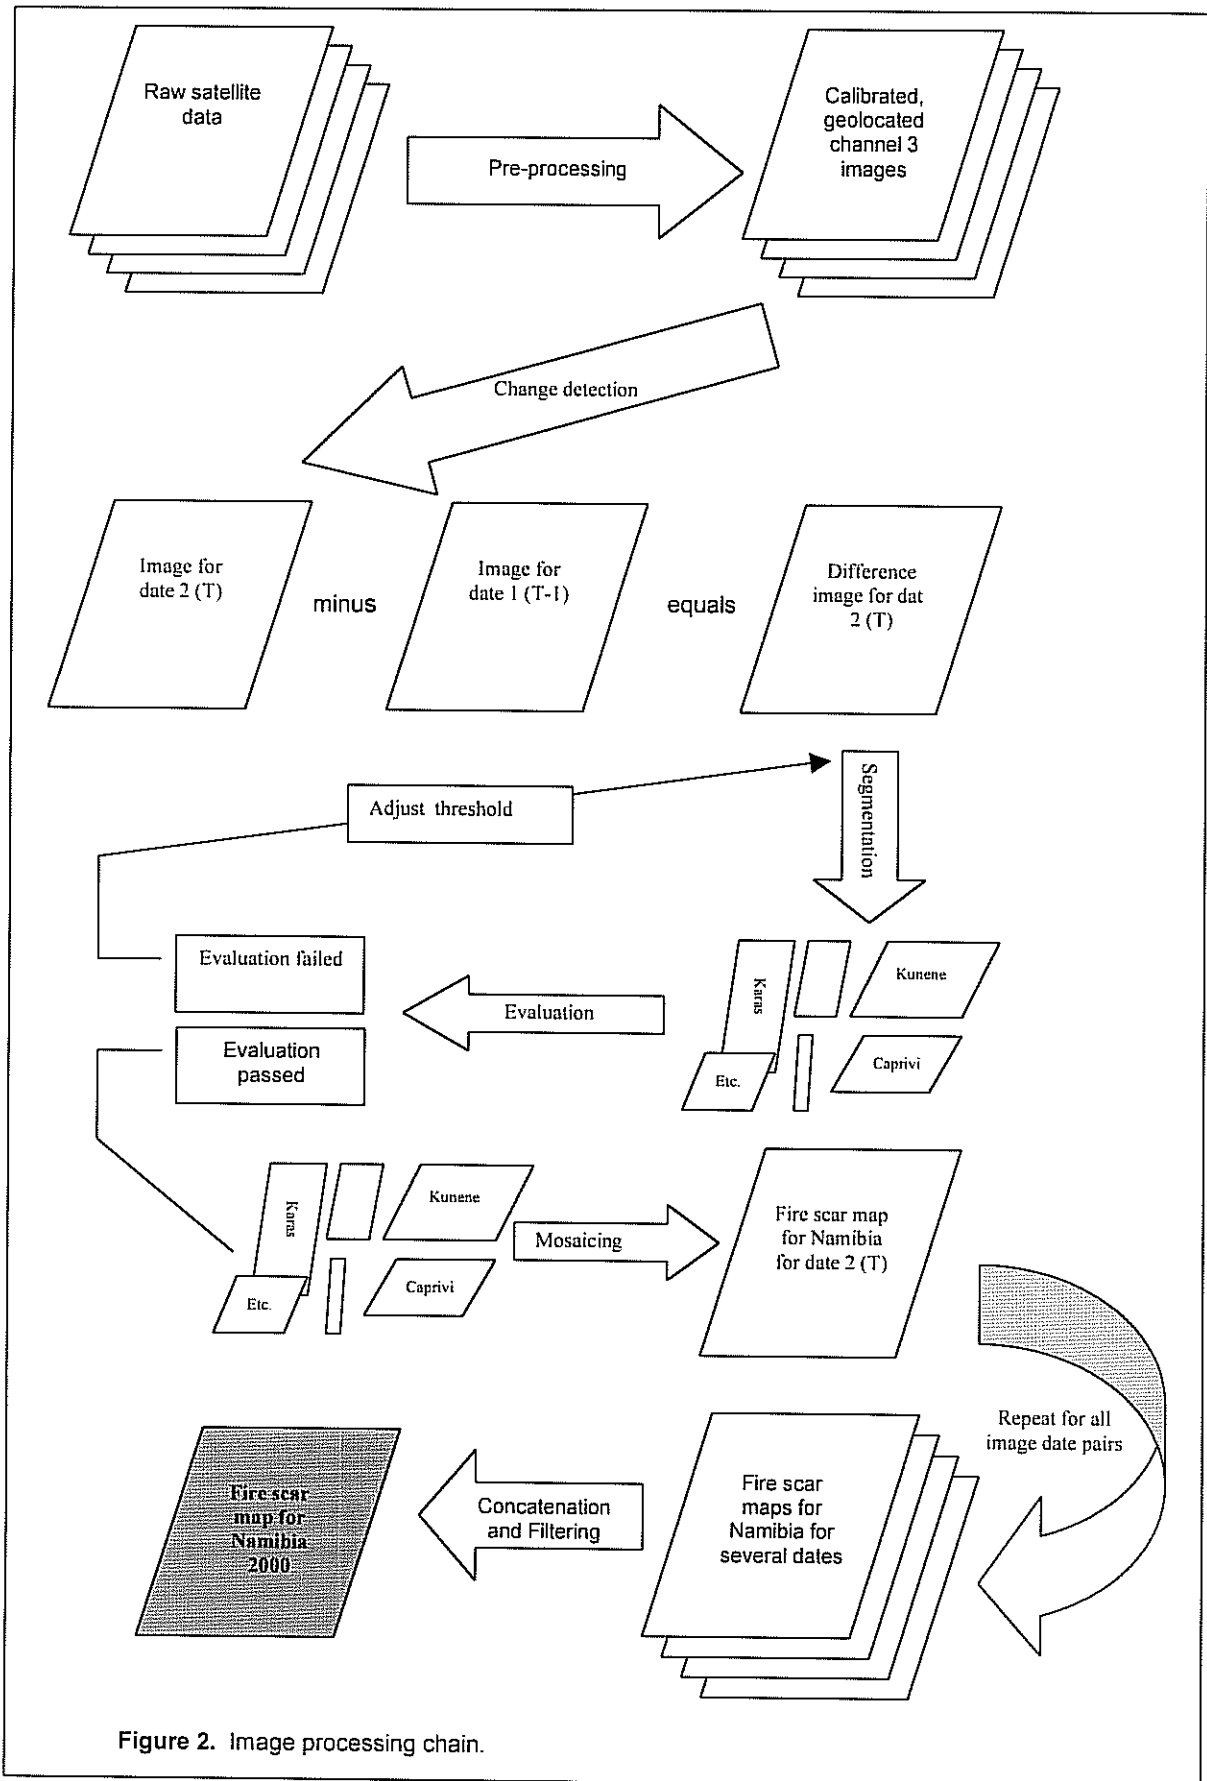 Raw satellite
data
Pre-processing
Calibrated,
geolocated
channel 3
images
Change detection
Image for
date 2 (T)
minus
Image for
date 1 (T-1)
equals
Difference
image for dat
2 (T)
Adjust threshold
Segmentation
Evaluation failed
Evaluation
passed
Evaluation
Karas
Kunene
Etc.
Caprivi
Karas
Kunene
Etc.
Caprivi
Mosaicing
Fire scar map
for Namibia
for date 2 (T)
Repeat for all
image date pairs
Fire scar
maps for
Namibia for
several dates
Concatenation
and Filtering
Fire scar
map for
Namibia
2000
Figure 2. Image processing chain.